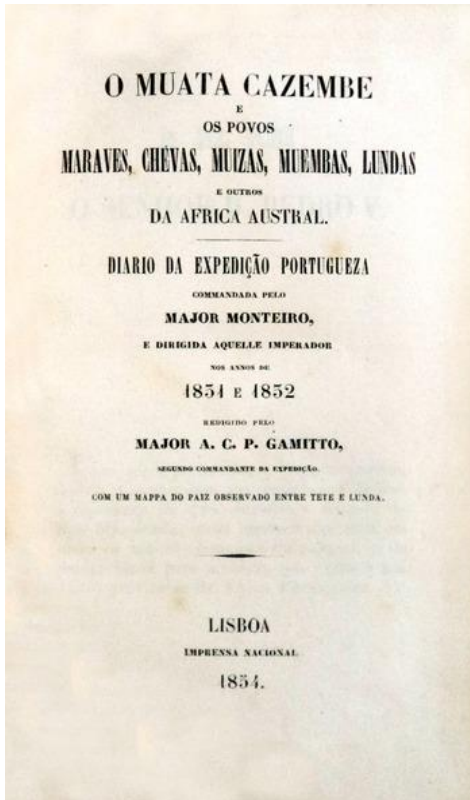 O MUATA CAZEMBE
E
OS POVOS
MARAVES, CHÉVAS, MUIZAS, MUEMBAS, LUNDAS
E OUTROS
DA AFRICA AUSTRAL.
DIARIO DA EXPEDIÇÃO PORTUGUEZA
COMMANDADA PELO
MAJOR MONTEIRO,
E DIRIGIDA AQUELLE IMPERADOR
NOS ANNOS DE
1831 E 1832
REDIGIDO PELO
MAJOR A. C. P. GAMITTO,
SEGUNDO COMMANDANTE DA EXPEDIÇÃO.
COM UM MAPPA DO PAIZ OBSERVADO ENTRE TETE E LUNDA.
LISBOA
IMPRENSA NACIONAL
1854.